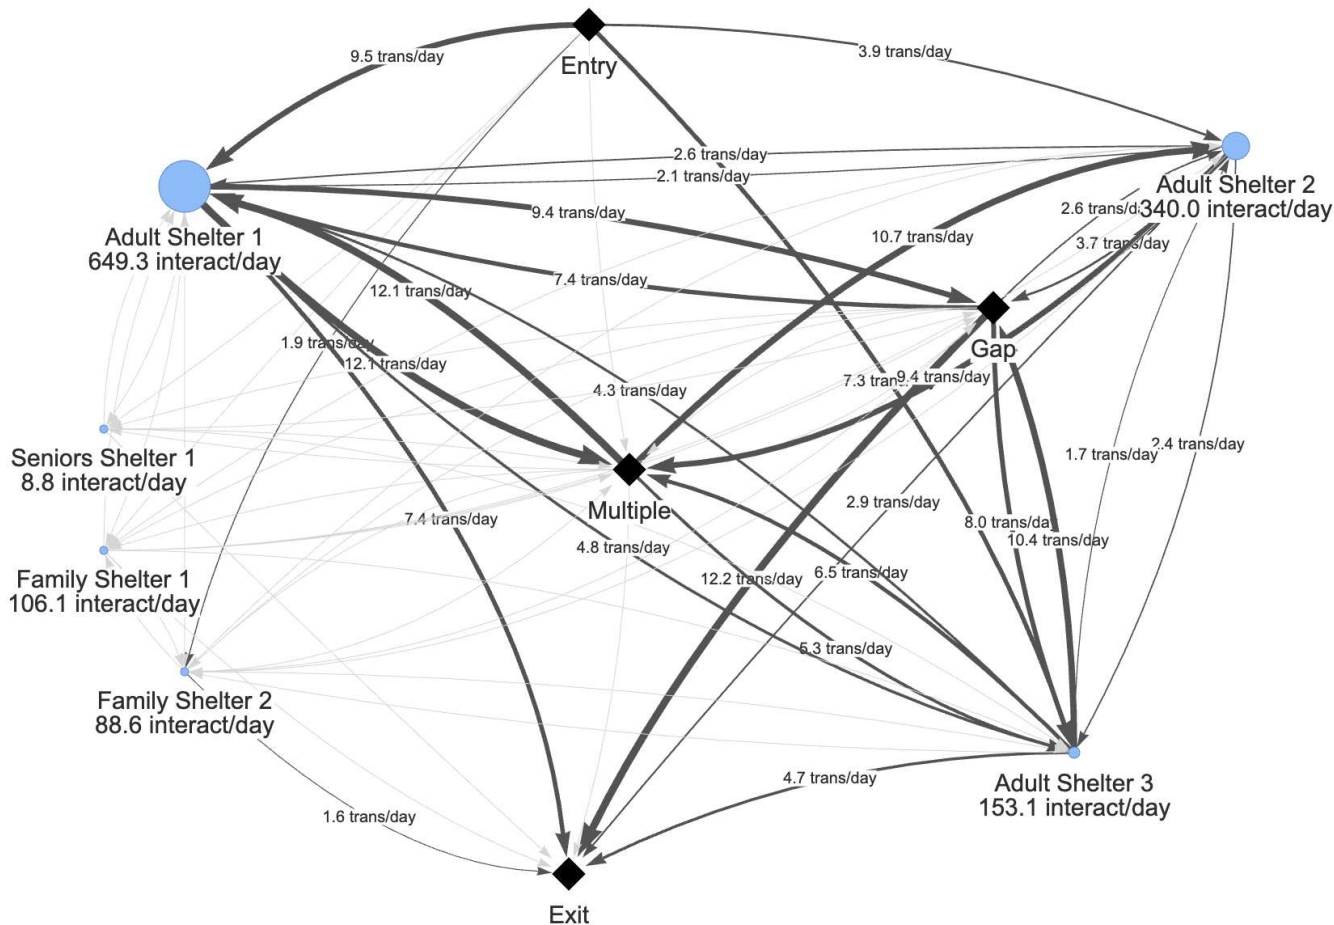 9.5 trans/day
3.9 trans/day
Entry
2.6 trans/day
2.1 trans/day
Adult Shelter 2
340.0 interact/day
2.6 trans/d
9.4 trans/day
Adult Shelter 1
649.3 interact/day
10.7 trans/day
3.7 trans/day
7.4 trans/day
12.1 trans/day
Gap
1.9 trans/day
12.1 trans/day
7.3 trans
9.4 trans/day
4.3 trans/day
Seniors Shelter 1
8.8 interact/day
1.7 trans/day
2.4 trans/day
Multiple
2.9 trans/day
7.4 trans/day
8.0 trans/day
10.4 trans/day
4.8 trans/day
Family Shelter 1
106.1 interact/day
12.2 trans/day
6.5 trans/day
5.3 trans/day
Family Shelter 2
88.6 interact/day
4.7 trans/day
Adult Shelter 3
153.1 interact/day
1.6 trans/day
Exit